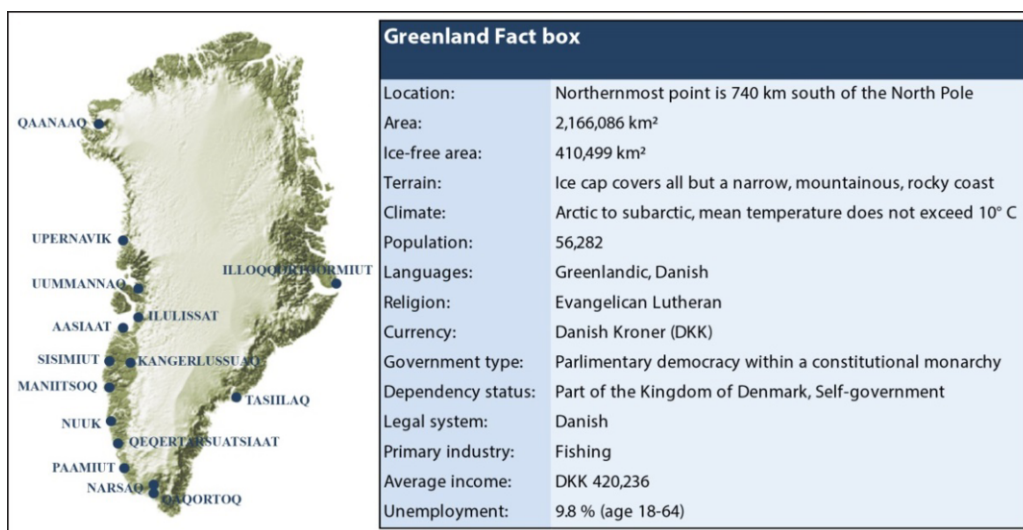 QAANAAQ
UPERNAVIK
ILLOQQORTOORMIUT
UUMMANNAQ
ILULISSAT
AASIAAT
SISIMIUT
KANGERLUSSUAQ
MANIITSOQ
TASIILAQ
NUUK
QEQERTARSUATSIAAT
PAAMIUT
NARSAQ
QAQORTOQ
Greenland Fact box
Location: Northernmost point is 740 km south of the North Pole
Area: 2,166,086 km²
Ice-free area: 410,499 km²
Terrain: Ice cap covers all but a narrow, mountainous, rocky coast
Climate: Arctic to subarctic, mean temperature does not exceed 10° C
Population: 56,282
Languages: Greenlandic, Danish
Religion: Evangelican Lutheran
Currency: Danish Kroner (DKK)
Government type: Parlimentary democracy within a constitutional monarchy
Dependency status: Part of the Kingdom of Denmark, Self-government
Legal system: Danish
Primary industry: Fishing
Average income: DKK 420,236
Unemployment: 9.8 % (age 18-64)